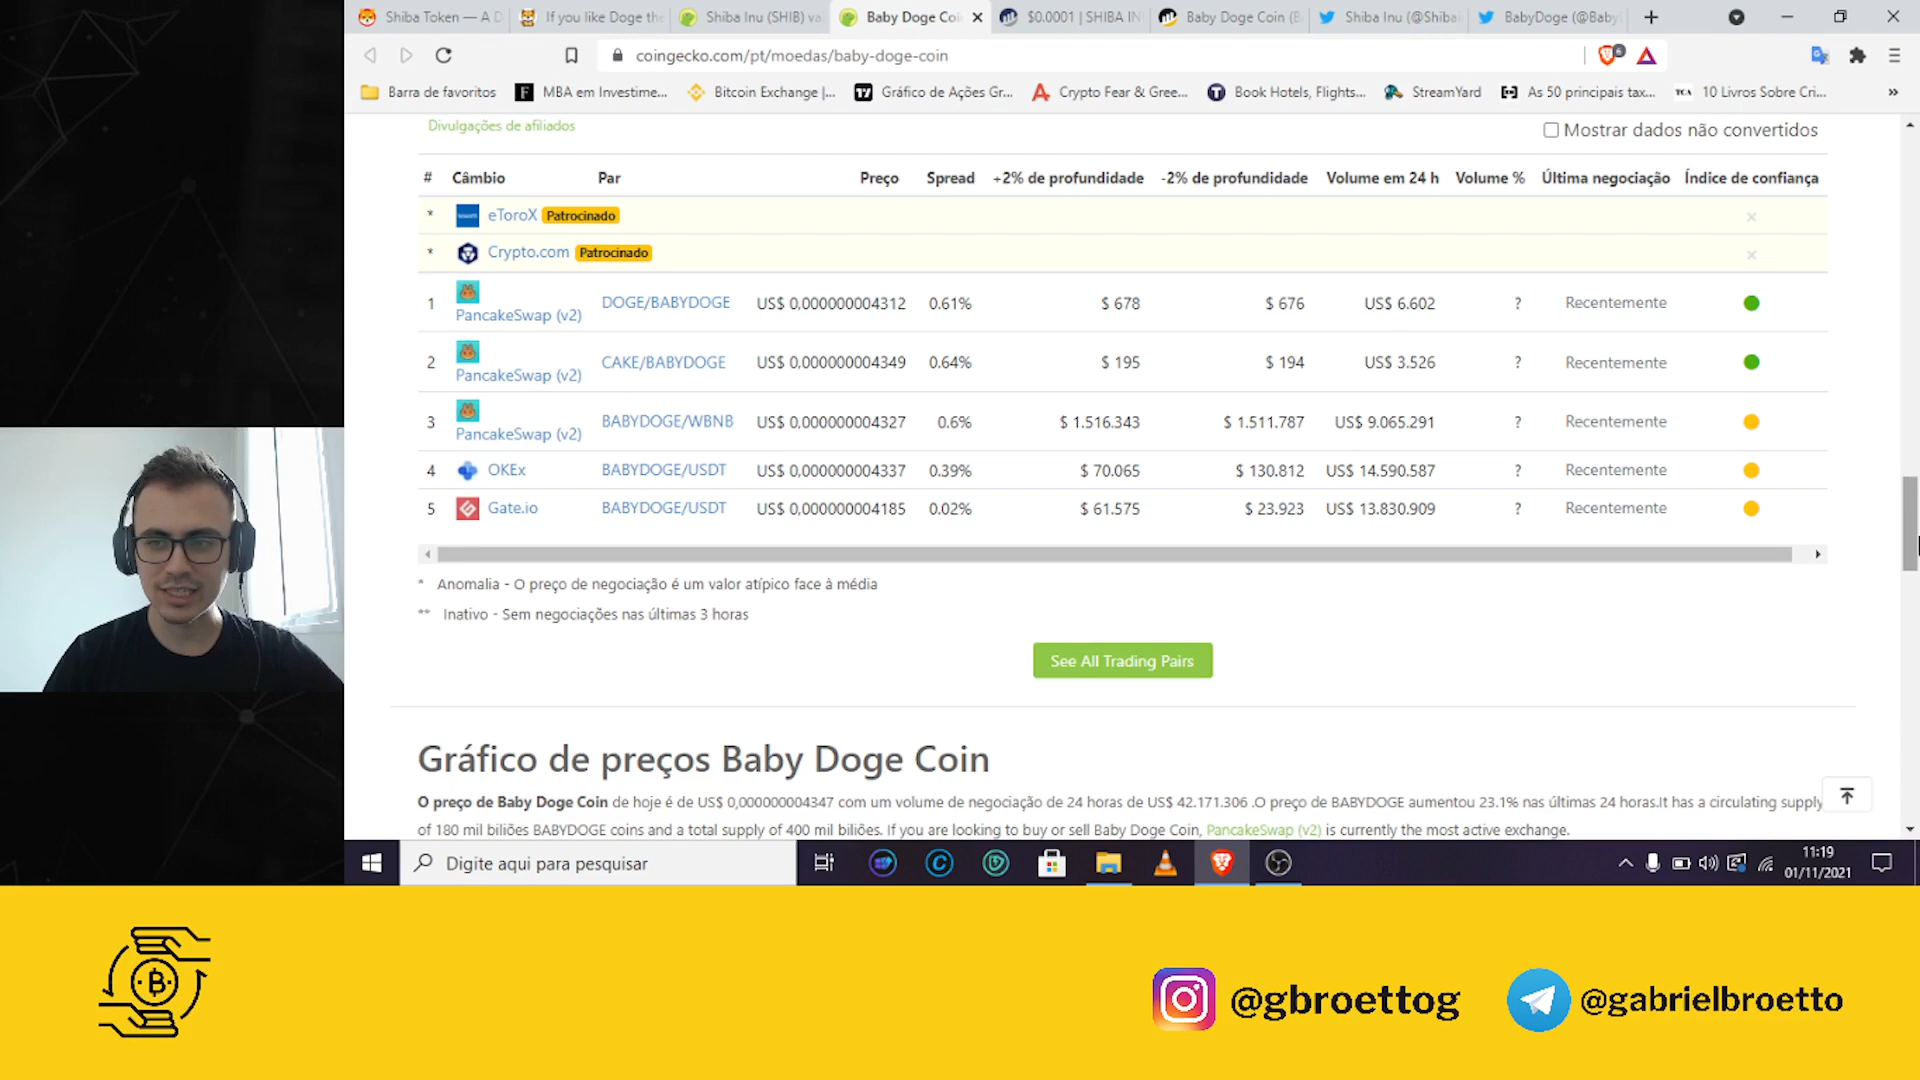 Shiba Token — A D
If you like Doge the
Shiba Inu (SHIB) va
Baby Doge Coi
$0.0001 | SHIBA IN
Baby Doge Coin (B
Shiba Inu (@Shiba
BabyDoge (@Baby
coingecko.com/pt/moedas/baby-doge-coin
6
Barra de favoritos
MBA em Investime...
Bitcoin Exchange |...
Gráfico de Ações Gr...
Crypto Fear & Gree...
Book Hotels, Flights...
StreamYard
As 50 principais tax...
TCA 10 Livros Sobre Cri...
»
Divulgações de afiliados
Mostrar dados não convertidos
# Câmbio Par Preço Spread +2% de profundidade -2% de profundidade Volume em 24 h Volume % Última negociação Índice de confiança
* eToroX Patrocinado
* Crypto.com Patrocinado
1 PancakeSwap (v2) DOGE/BABYDOGE US$ 0,000000004312 0.61% $ 678 $ 676 US$ 6.602 ? Recentemente
2 PancakeSwap (v2) CAKE/BABYDOGE US$ 0,000000004349 0.64% $ 195 $ 194 US$ 3.526 ? Recentemente
3 PancakeSwap (v2) BABYDOGE/WBNB US$ 0,000000004327 0.6% $ 1.516.343 $ 1.511.787 US$ 9.065.291 ? Recentemente
4 OKEx BABYDOGE/USDT US$ 0,000000004337 0.39% $ 70.065 $ 130.812 US$ 14.590.587 ? Recentemente
5 Gate.io BABYDOGE/USDT US$ 0,000000004185 0.02% $ 61.575 $ 23.923 US$ 13.830.909 ? Recentemente
* Anomalia - O preço de negociação é um valor atípico face à média
** Inativo - Sem negociações nas últimas 3 horas
See All Trading Pairs
Gráfico de preços Baby Doge Coin
O preço de Baby Doge Coin de hoje é de US$ 0,000000004347 com um volume de negociação de 24 horas de US$ 42.171.306 .O preço de BABYDOGE aumentou 23.1% nas últimas 24 horas.It has a circulating supply
of 180 mil biliões BABYDOGE coins and a total supply of 400 mil biliões. If you are looking to buy or sell Baby Doge Coin, PancakeSwap (v2) is currently the most active exchange.
Digite aqui para pesquisar
11:19
01/11/2021
@gbroettog
@gabrielbroetto